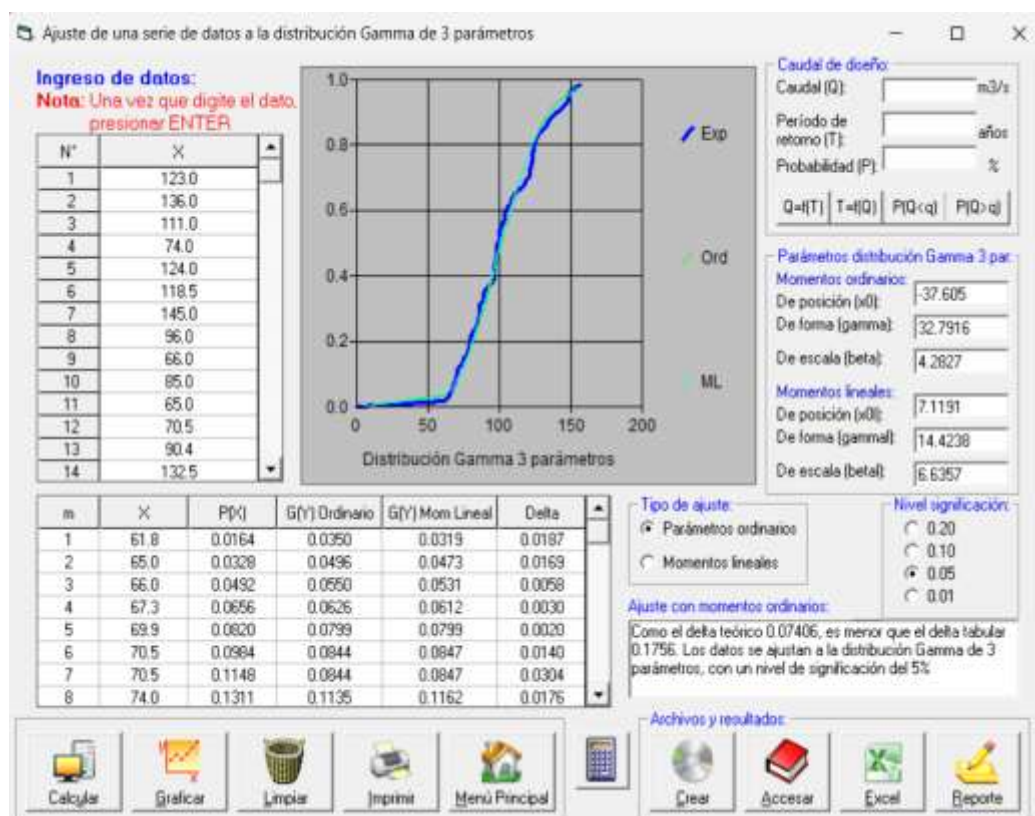 Ajuste de una serie de datos a la distribución Gamma de 3 parámetros
Ingreso de datos:
Nota: Una vez que digite el dato,
presionar ENTER
N° X
1 123.0
2 136.0
3 111.0
4 74.0
5 124.0
6 118.5
7 145.0
8 96.0
9 66.0
10 85.0
11 65.0
12 70.5
13 90.4
14 132.5
1.0
0.8
0.6
0.4
0.2
0.0
0 50 100 150 200
Distribución Gamma 3 parámetros
Exp
Ord
ML
Caudal de diseño:
Caudal (Q): m3/s
Período de
retorno (T): años
Probabilidad (P): %
Q=f(T) T=f(Q) P(Q<q) P(Q>q)
Parámetros distribución Gamma 3 par:
Momentos ordinarios:
De posición (x0): -37.605
De forma (gamma): 32.7916
De escala (beta): 4.2827
Momentos lineales:
De posición (x0l): 7.1191
De forma (gammal): 14.4238
De escala (betal): 6.6357
m X P(X) G(Y) Ordinario G(Y) Mom Lineal Delta
1 61.8 0.0164 0.0350 0.0319 0.0187
2 65.0 0.0328 0.0496 0.0473 0.0169
3 66.0 0.0492 0.0550 0.0531 0.0058
4 67.3 0.0656 0.0626 0.0612 0.0030
5 69.9 0.0820 0.0799 0.0799 0.0020
6 70.5 0.0984 0.0844 0.0847 0.0140
7 70.5 0.1148 0.0844 0.0847 0.0304
8 74.0 0.1311 0.1135 0.1162 0.0176
Tipo de ajuste:
Parámetros ordinarios
Momentos lineales
Nivel significación:
0.20
0.10
0.05
0.01
Ajuste con momentos ordinarios:
Como el delta teórico 0.07406, es menor que el delta tabular
0.1756. Los datos se ajustan a la distribución Gamma de 3
parámetros, con un nivel de significación del 5%
Archivos y resultados:
Calcular Graficar Limpiar Imprimir Menú Principal Crear Accesar Excel Reporte